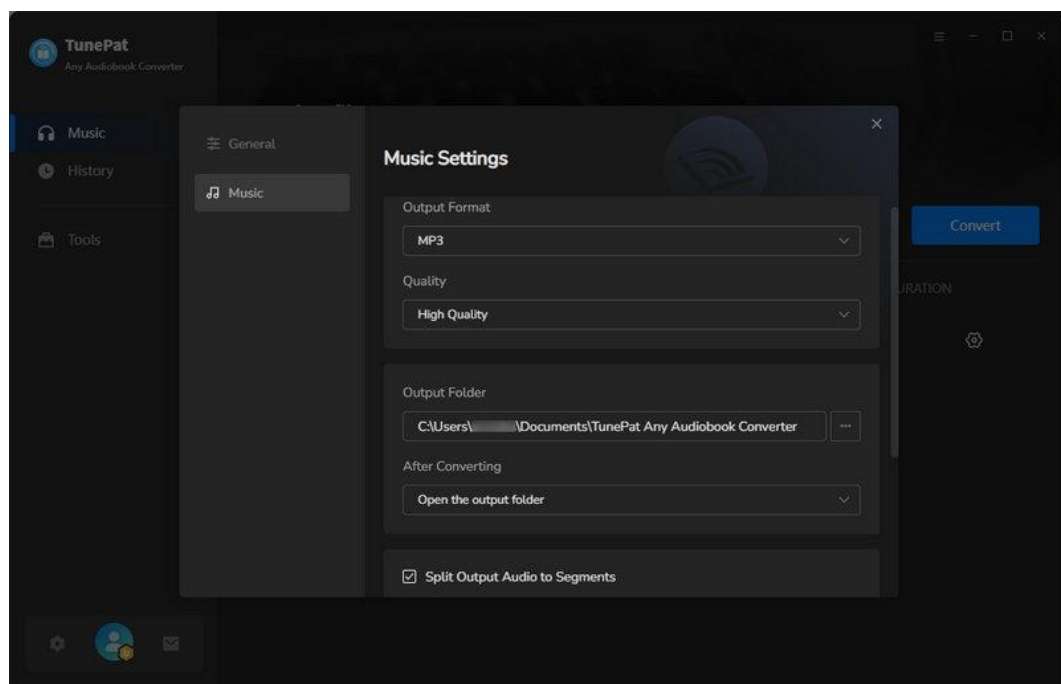 TunePat
Any Audiobook Converter
Music
History
Tools
General
Music
Music Settings
Output Format
MP3
Quality
High Quality
Output Folder
C:\Users\ \Documents\TunePat Any Audiobook Converter
...
After Converting
Open the output folder
Split Output Audio to Segments
Convert
URATION